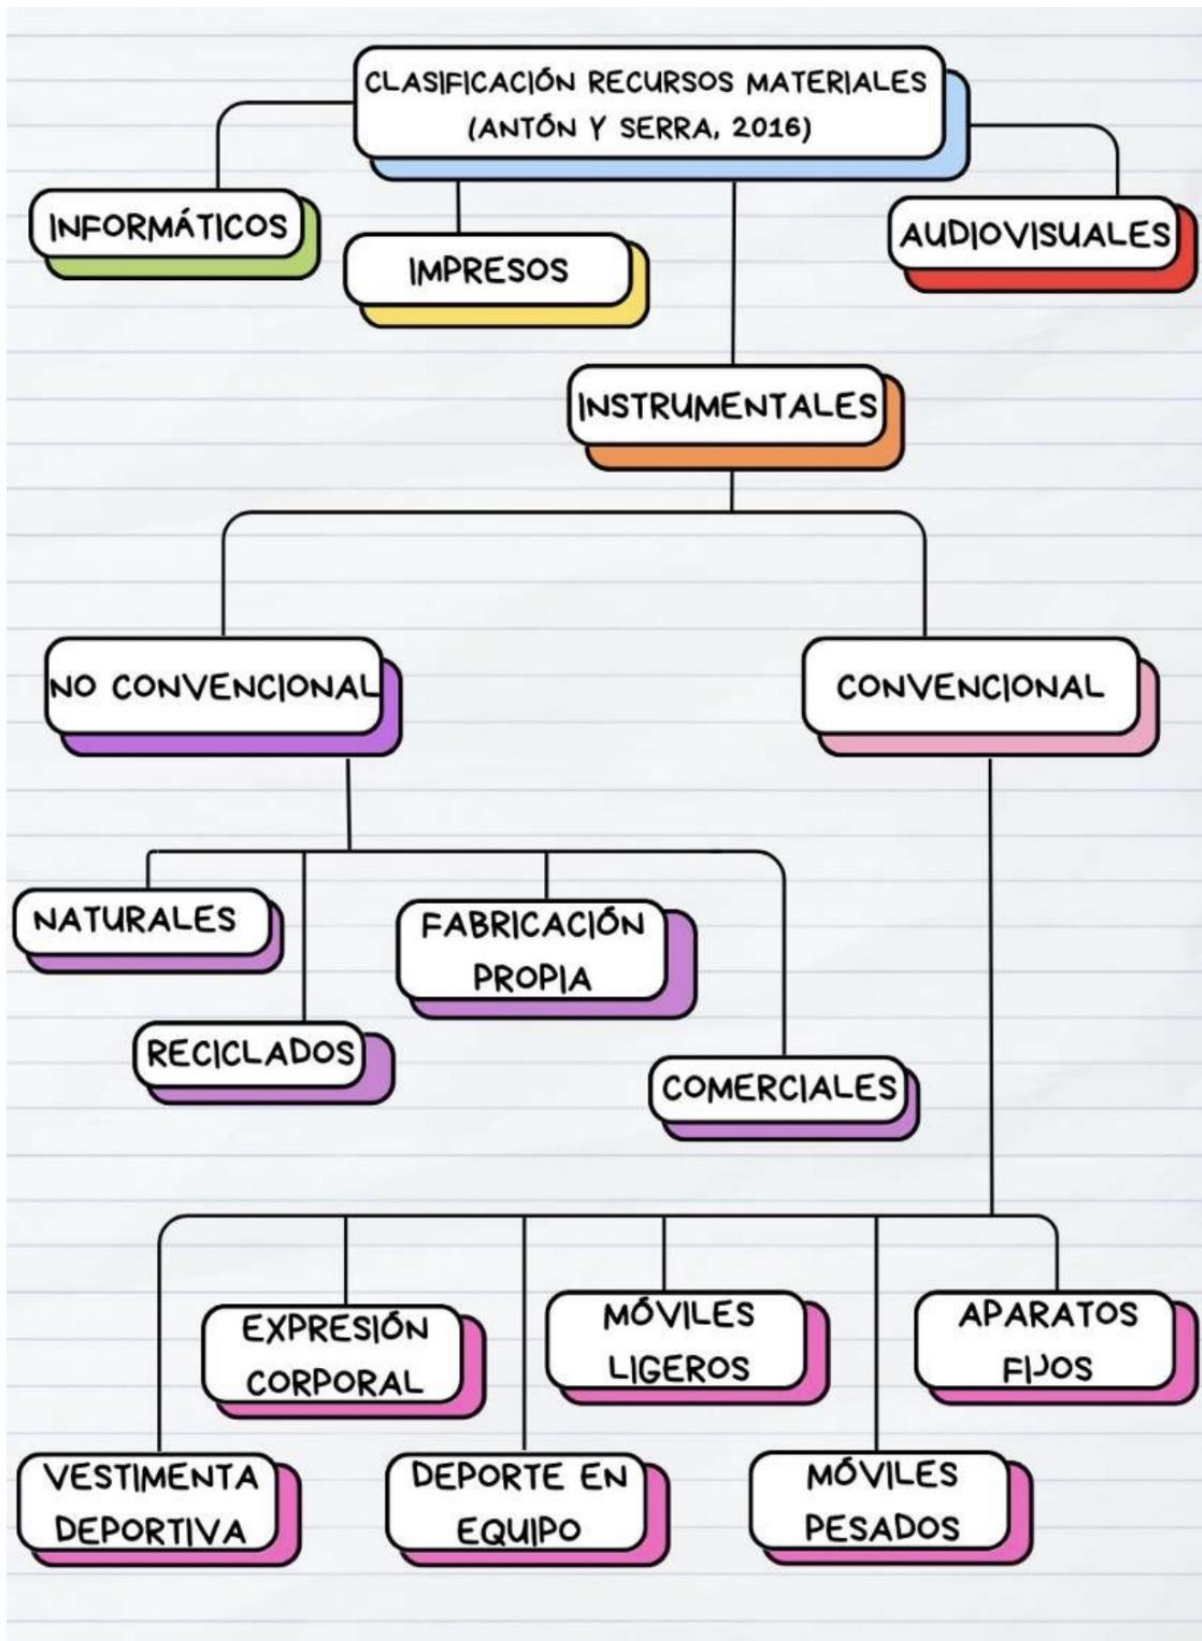 CLASIFICACIÓN RECURSOS MATERIALES
(ANTÓN Y SERRA, 2016)
INFORMÁTICOS
IMPRESOS
AUDIOVISUALES
INSTRUMENTALES
NO CONVENCIONAL
CONVENCIONAL
NATURALES
FABRICACIÓN
PROPIA
RECICLADOS
COMERCIALES
EXPRESIÓN
CORPORAL
MÓVILES
LIGEROS
APARATOS
FIJOS
VESTIMENTA
DEPORTIVA
DEPORTE EN
EQUIPO
MÓVILES
PESADOS